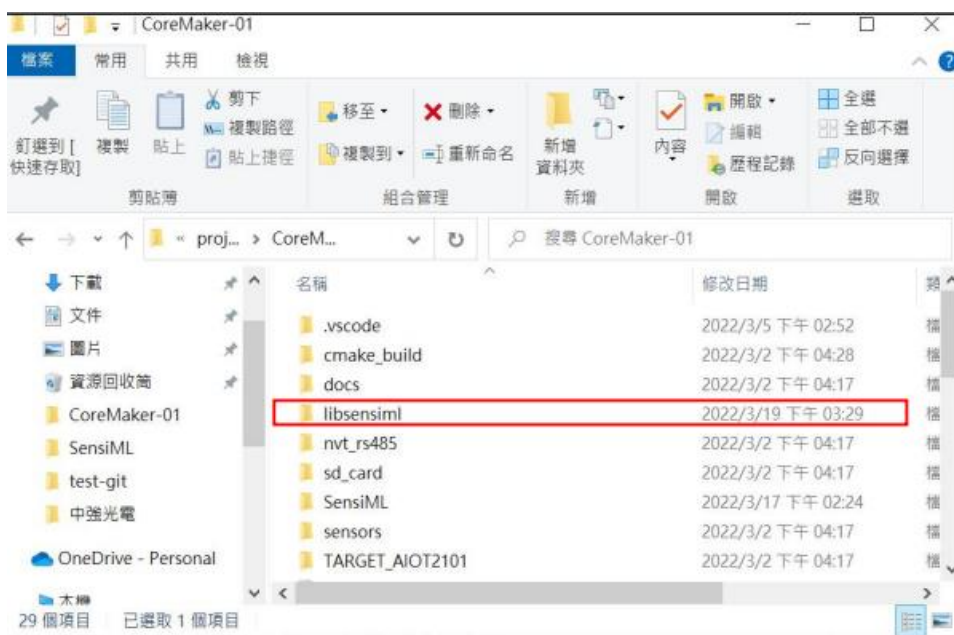 CoreMaker-01
檔案 常用 共用 檢視
釘選到 [快速存取]
複製
貼上
剪下
複製路徑
貼上捷徑
剪貼簿
移至
複製到
刪除
重新命名
組合管理
新增
資料夾
新增
內容
開啟
編輯
歷程記錄
開啟
全選
全部不選
反向選擇
選取
« proj... > CoreM...
搜尋 CoreMaker-01
下載
文件
圖片
資源回收筒
CoreMaker-01
SensiML
test-git
中強光電
OneDrive - Personal
本機
名稱 修改日期
.vscode 2022/3/5 下午 02:52
cmake_build 2022/3/2 下午 04:28
docs 2022/3/2 下午 04:17
libsensiml 2022/3/19 下午 03:29
nvt_rs485 2022/3/2 下午 04:17
sd_card 2022/3/2 下午 04:17
SensiML 2022/3/17 下午 02:24
sensors 2022/3/2 下午 04:17
TARGET_AIOT2101 2022/3/2 下午 04:17
29 個項目 已選取 1 個項目